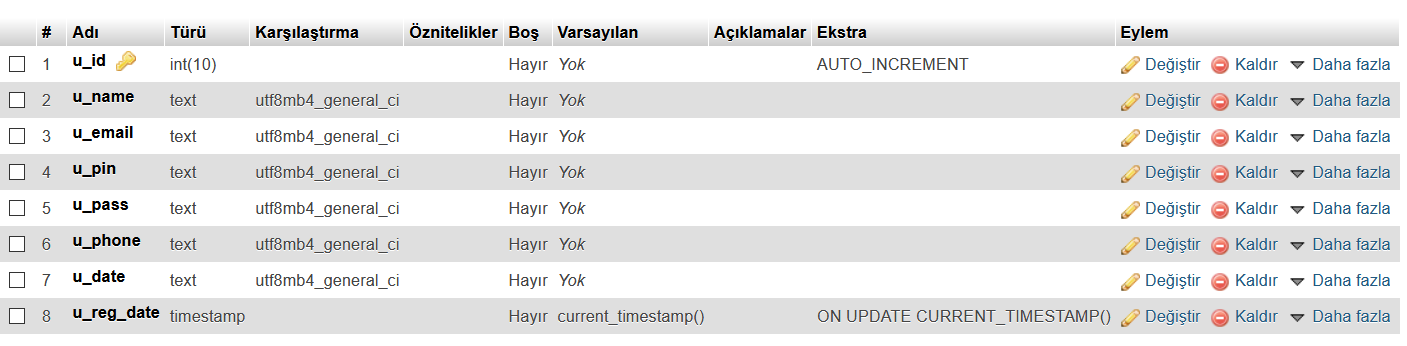 # Adı Türü Karşılaştırma Öznitelikler Boş Varsayılan Açıklamalar Ekstra Eylem
1 u_id int(10) Hayır Yok AUTO_INCREMENT Değiştir Kaldır Daha fazla
2 u_name text utf8mb4_general_ci Hayır Yok Değiştir Kaldır Daha fazla
3 u_email text utf8mb4_general_ci Hayır Yok Değiştir Kaldır Daha fazla
4 u_pin text utf8mb4_general_ci Hayır Yok Değiştir Kaldır Daha fazla
5 u_pass text utf8mb4_general_ci Hayır Yok Değiştir Kaldır Daha fazla
6 u_phone text utf8mb4_general_ci Hayır Yok Değiştir Kaldır Daha fazla
7 u_date text utf8mb4_general_ci Hayır Yok Değiştir Kaldır Daha fazla
8 u_reg_date timestamp Hayır current_timestamp() ON UPDATE CURRENT_TIMESTAMP() Değiştir Kaldır Daha fazla